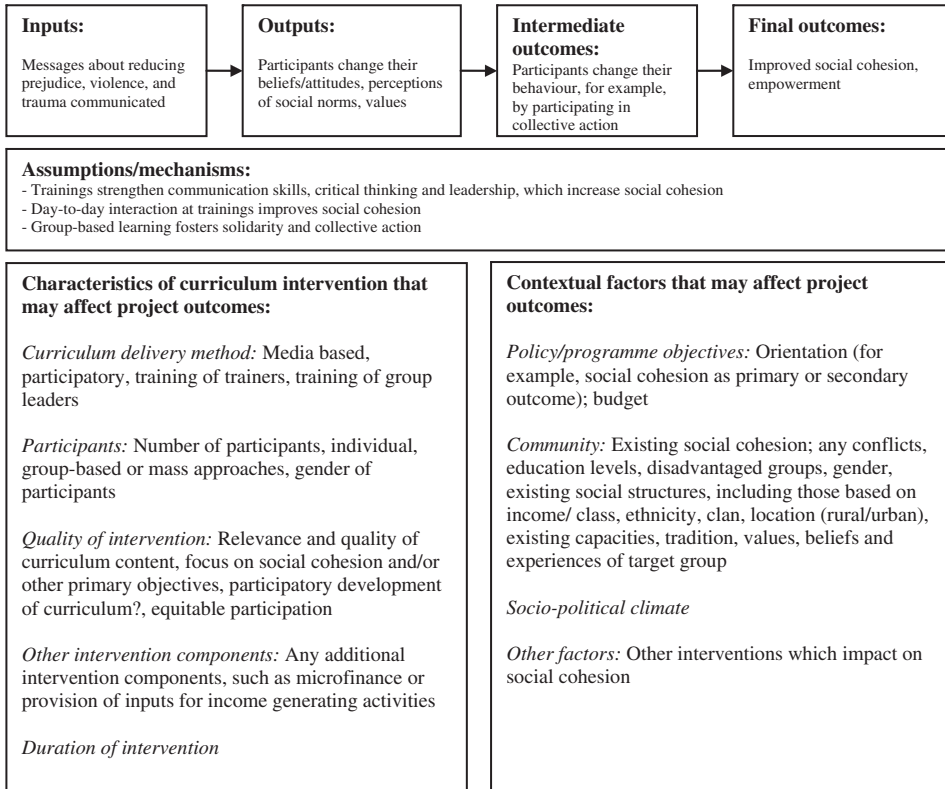 Inputs:
Messages about reducing
prejudice, violence, and
trauma communicated
Outputs:
Participants change their
beliefs/attitudes, perceptions
of social norms, values
Intermediate
outcomes:
Participants change their
behaviour, for example,
by participating in
collective action
Final outcomes:
Improved social cohesion,
empowerment
Assumptions/mechanisms:
- Trainings strengthen communication skills, critical thinking and leadership, which increase social cohesion
- Day-to-day interaction at trainings improves social cohesion
- Group-based learning fosters solidarity and collective action
Characteristics of curriculum intervention that
may affect project outcomes:
Curriculum delivery method: Media based,
participatory, training of trainers, training of group
leaders
Participants: Number of participants, individual,
group-based or mass approaches, gender of
participants
Quality of intervention: Relevance and quality of
curriculum content, focus on social cohesion and/or
other primary objectives, participatory development
of curriculum?, equitable participation
Other intervention components: Any additional
intervention components, such as microfinance or
provision of inputs for income generating activities
Duration of intervention
Contextual factors that may affect project
outcomes:
Policy/programme objectives: Orientation (for
example, social cohesion as primary or secondary
outcome); budget
Community: Existing social cohesion; any conflicts,
education levels, disadvantaged groups, gender,
existing social structures, including those based on
income/ class, ethnicity, clan, location (rural/urban),
existing capacities, tradition, values, beliefs and
experiences of target group
Socio-political climate
Other factors: Other interventions which impact on
social cohesion